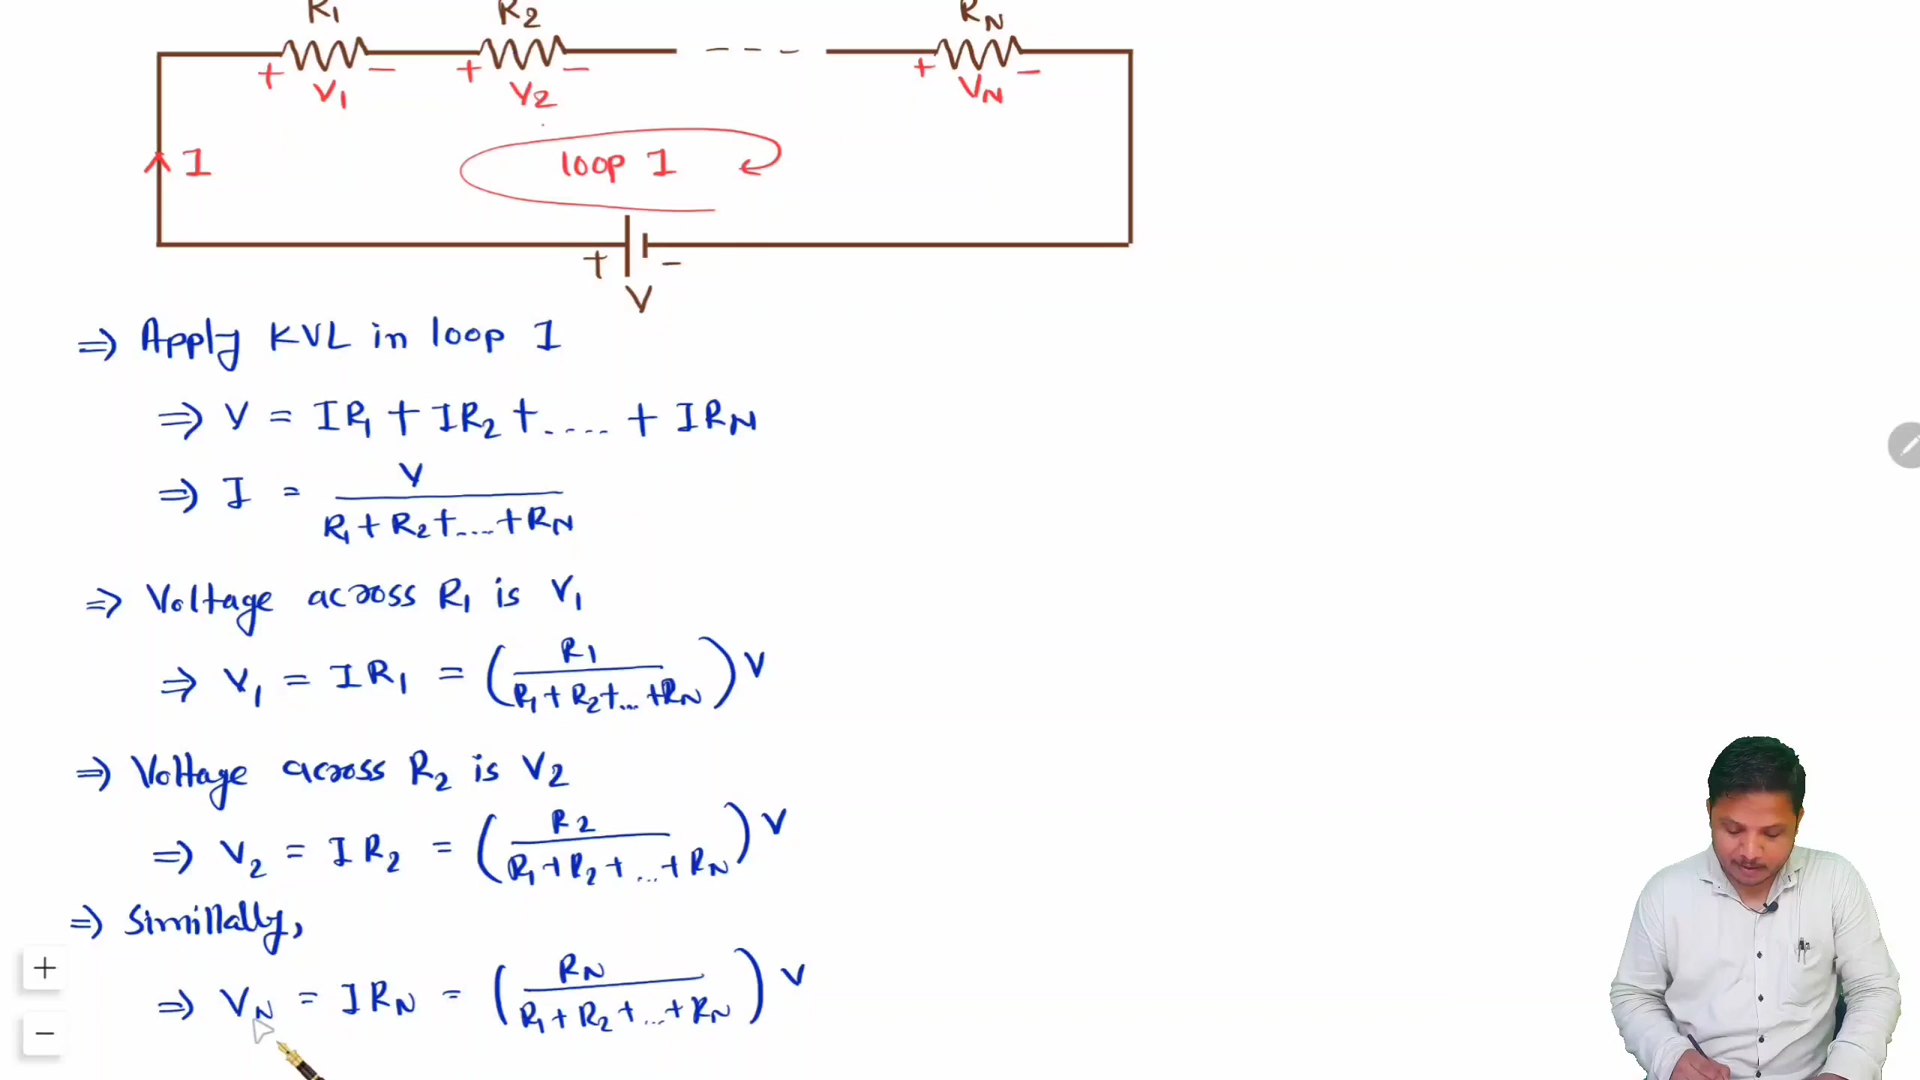 R1 R2 RN
+ - + - + -
V1 V2 VN
I loop 1
+ -
V
⇒ Apply KVL in loop 1
⇒ V = IR1 + IR2 + ..... + IRN
⇒ I = V / R1 + R2 + ..... + RN
⇒ Voltage across R1 is V1
⇒ V1 = IR1 = (R1 / R1 + R2 + ... + RN) V
⇒ Voltage across R2 is V2
⇒ V2 = IR2 = (R2 / R1 + R2 + ... + RN) V
⇒ Simillally,
⇒ VN = IRN = (RN / R1 + R2 + ... + RN) V